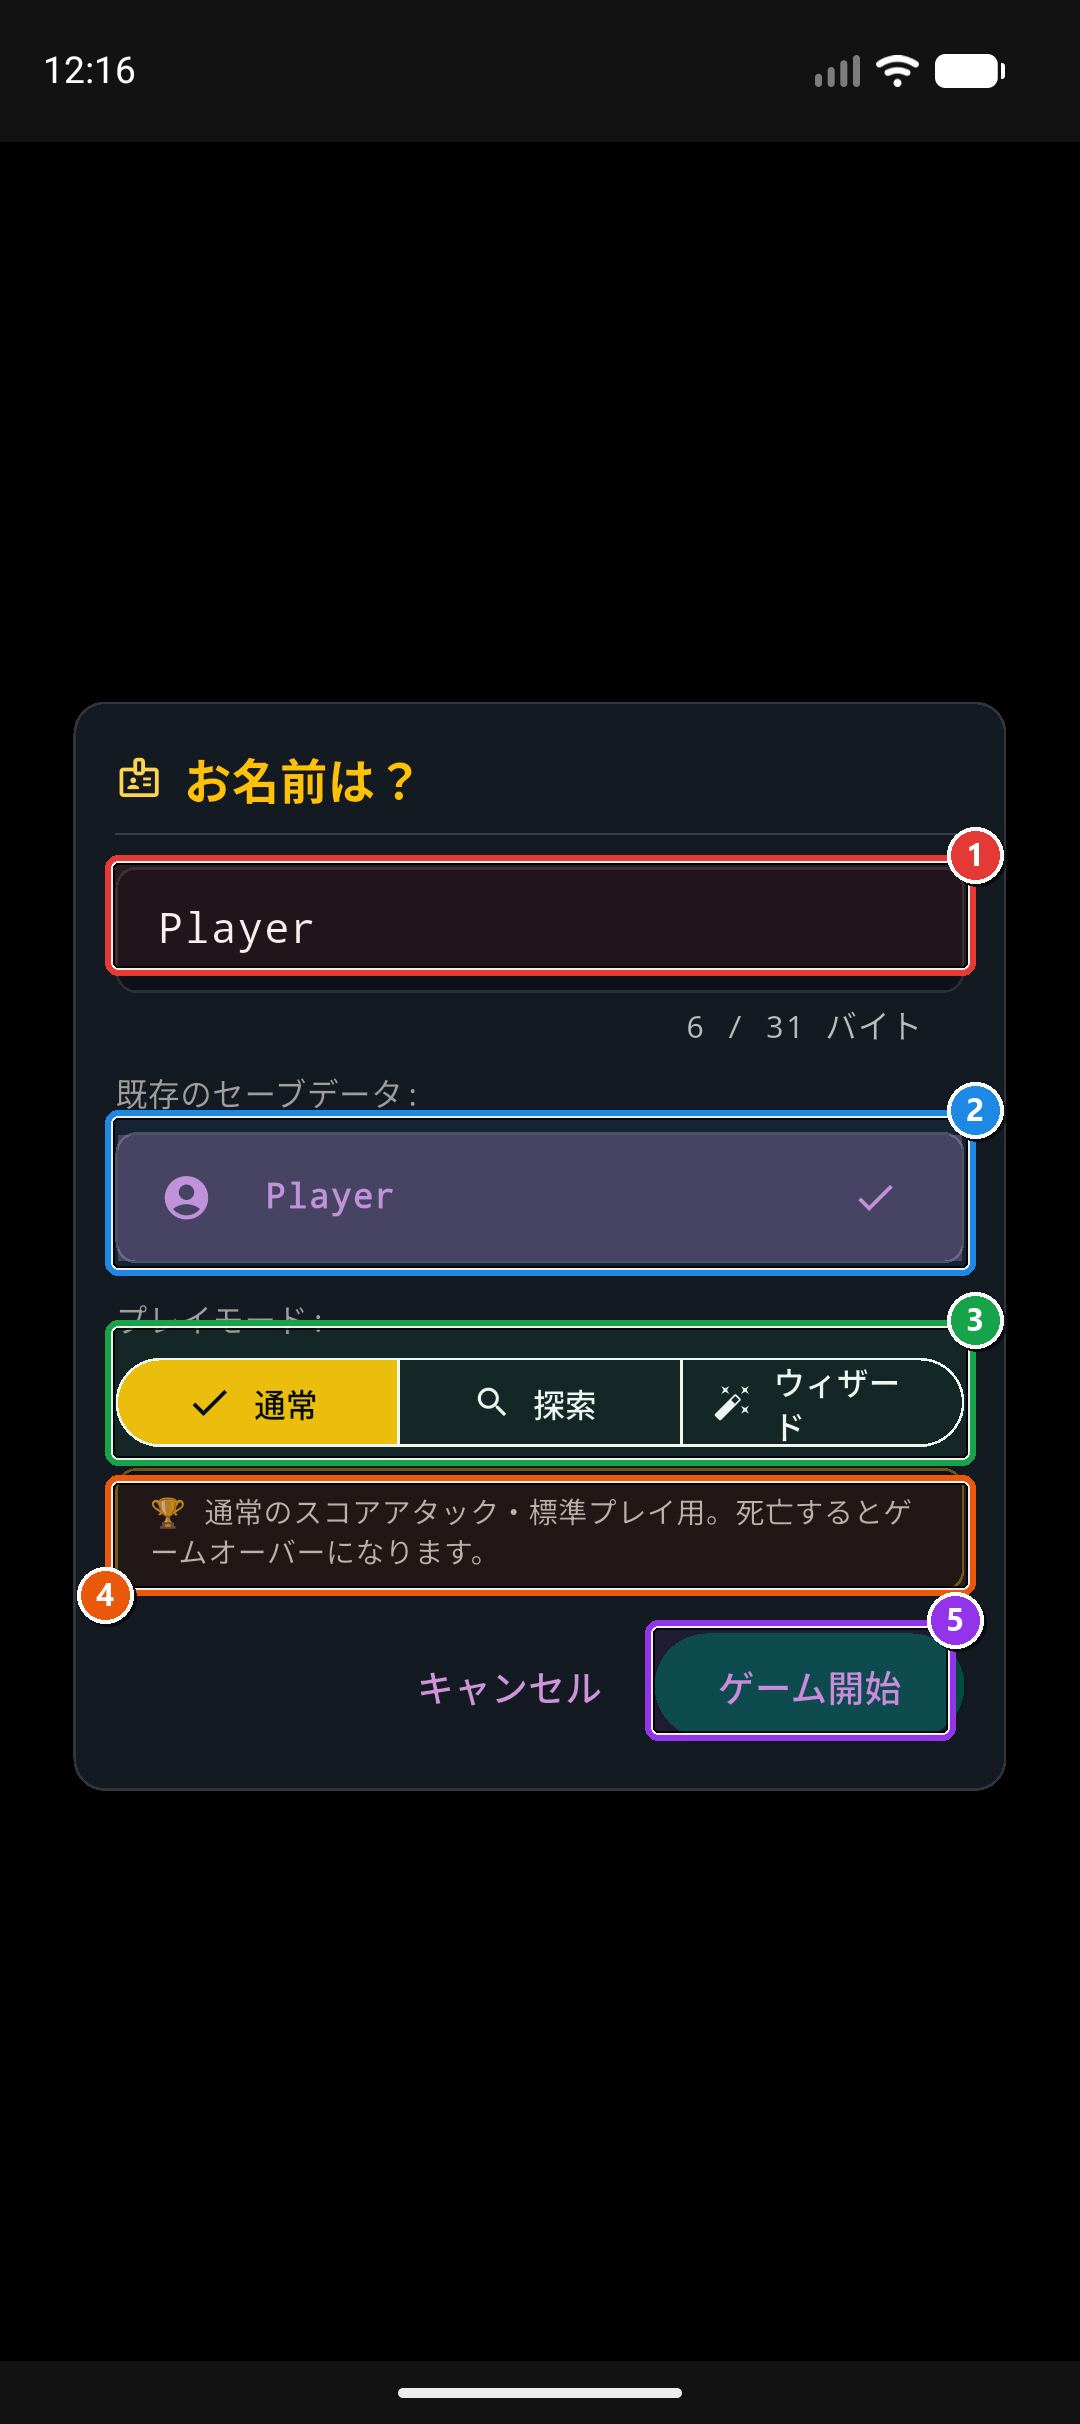 12:16
お名前は？
1
Player
6 / 31 バイト
既存のセーブデータ:
2
Player
プレイモード:
3
通常
探索
ウィザー
ド
🏆 通常のスコアアタック・標準プレイ用。死亡するとゲ
ームオーバーになります。
4
5
キャンセル
ゲーム開始